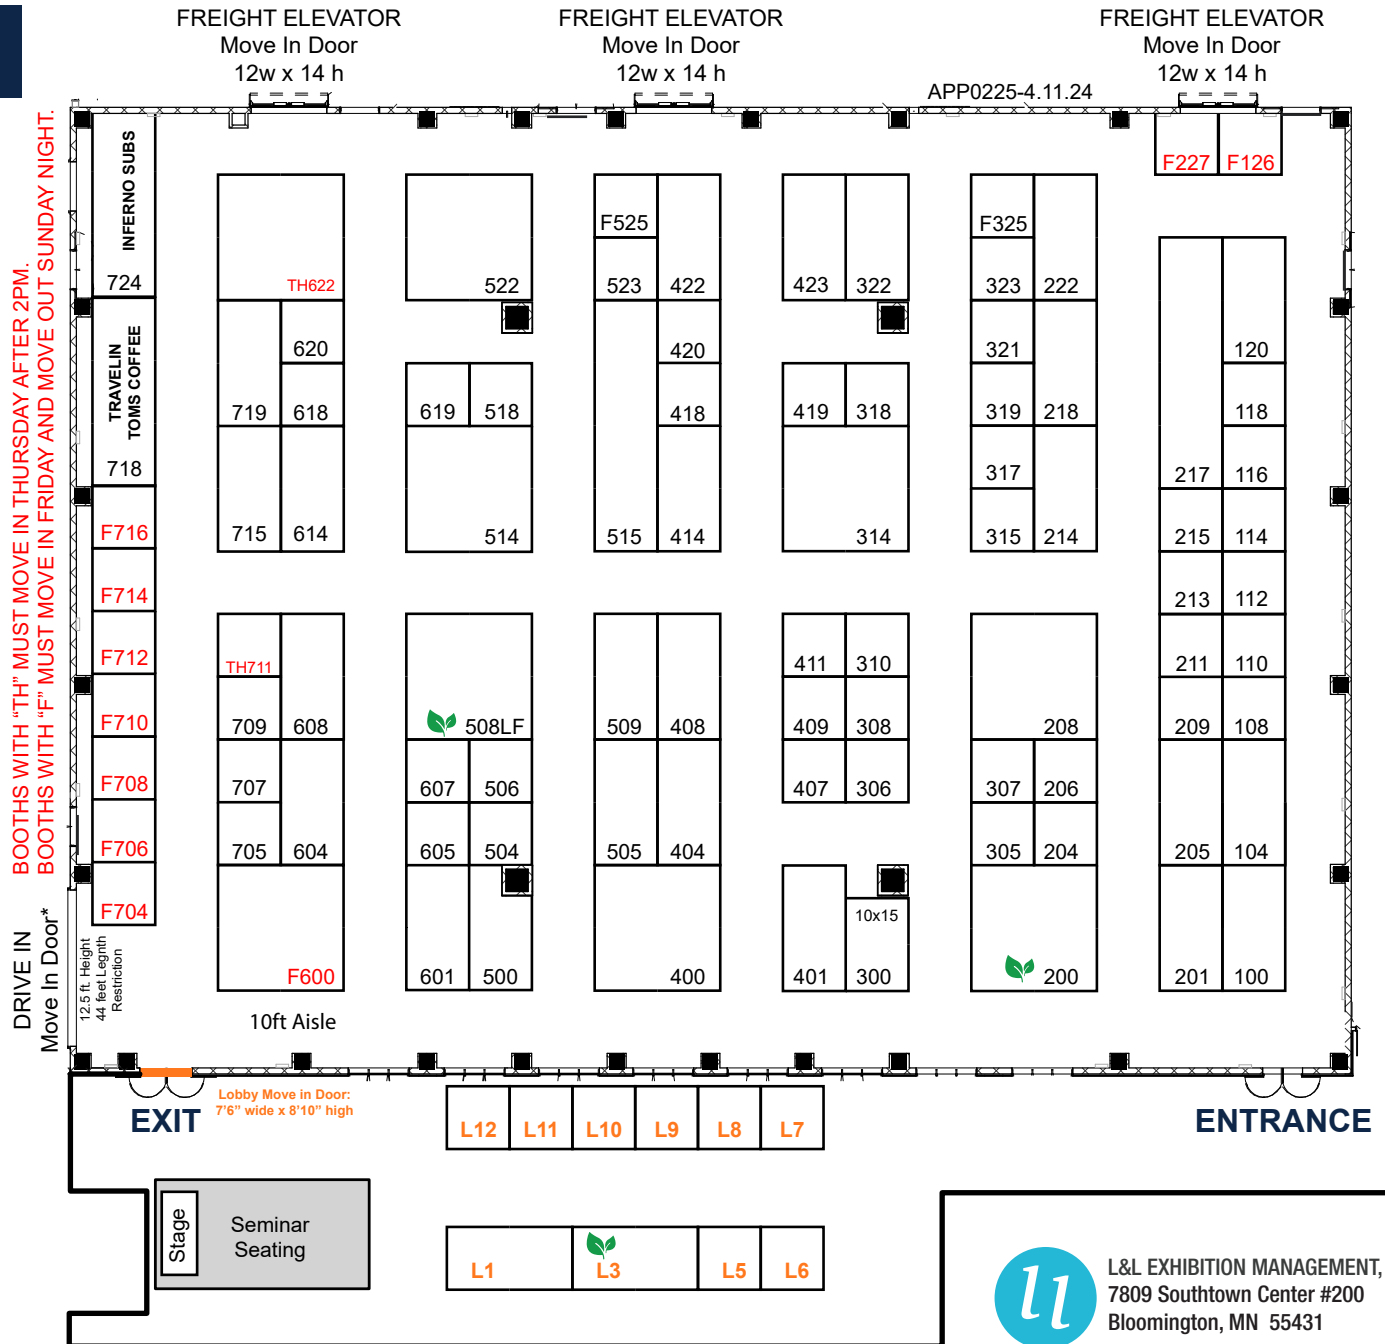 FREIGHT ELEVATOR
Move In Door
12w x 14 h
FREIGHT ELEVATOR
Move In Door
12w x 14 h
FREIGHT ELEVATOR
Move In Door
12w x 14 h
APP0225-4.11.24
BOOTHS WITH "TH" MUST MOVE IN THURSDAY AFTER 2PM.
BOOTHS WITH "F" MUST MOVE IN FRIDAY AND MOVE OUT SUNDAY NIGHT.
INFERNO SUBS
724
TRAVELIN
TOMS COFFEE
718
F227 F126
F525 F325
TH622 522 523 422 423 322 323 222
620 420 321 120
719 618 619 518 418 419 318 319 218 118
317 217 116
F716 715 614 514 515 414 314 315 214 215 114
F714 213 112
F712 TH711 411 310 211 110
F710 709 608 508LF 509 408 409 308 208 209 108
F708 707 607 506 407 306 307 206
F706 705 604 605 504 505 404 305 204 205 104
F704 10x15
F600 601 500 400 401 300 200 201 100
DRIVE IN
Move In Door*
12.5 ft. Height
44 feet Legnth
Restriction
10ft Aisle
EXIT
Lobby Move in Door:
7'6" wide x 8'10" high
ENTRANCE
L12 L11 L10 L9 L8 L7
Stage
Seminar
Seating
L1 L3 L5 L6
ll
L&L EXHIBITION MANAGEMENT,
7809 Southtown Center #200
Bloomington, MN 55431